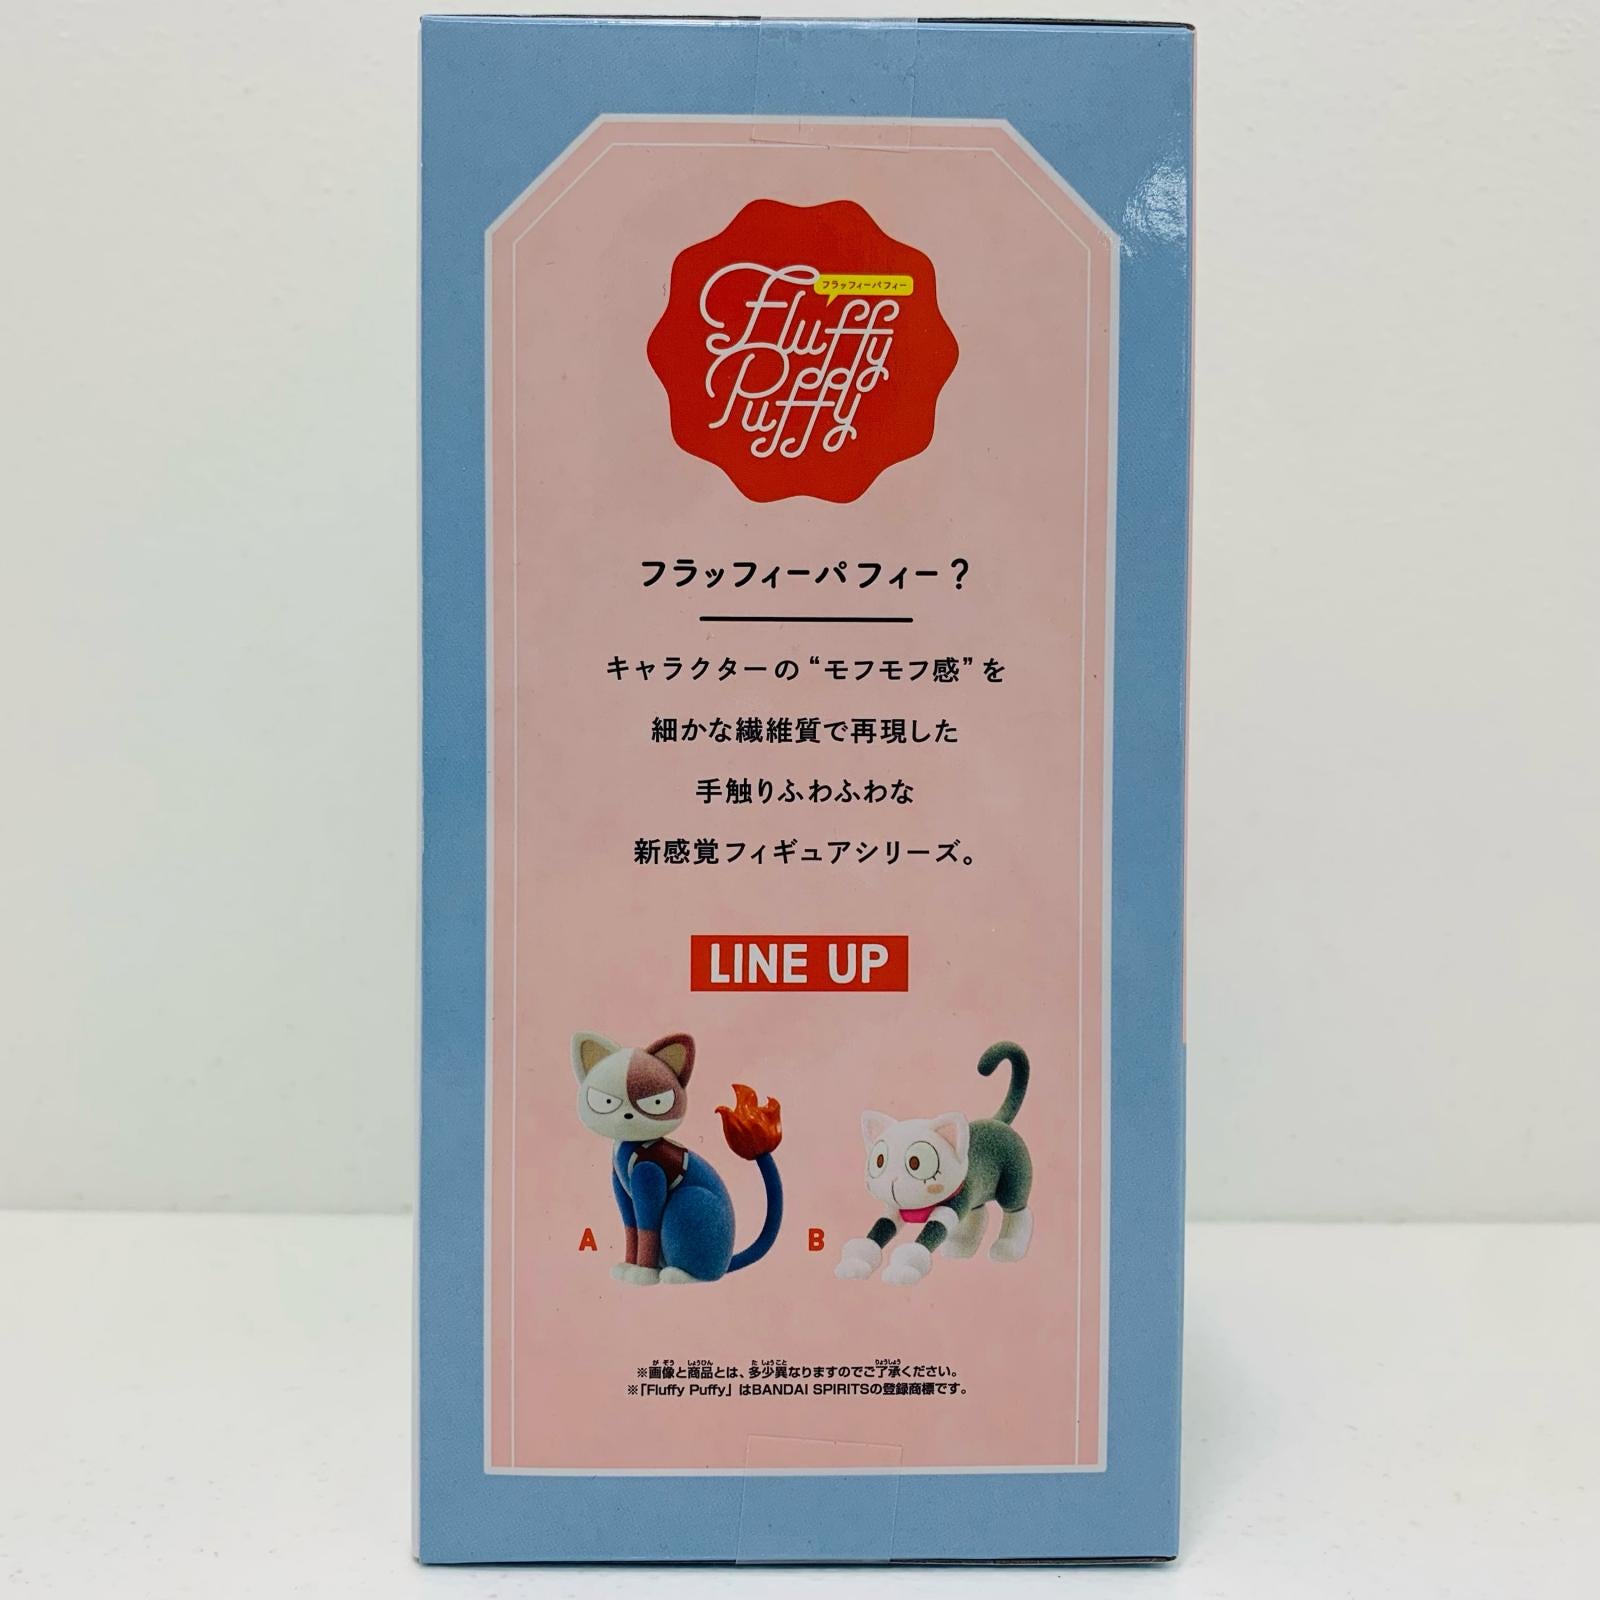 フラッフィーパフィー
Fluffy
Puffy
フラッフィーパフィー?
キャラクターの“モフモフ感”を
細かな繊維質で再現した
手触りふわふわな
新感覚フィギュアシリーズ。
LINE UP
A
B
※画像と商品とは、多少異なりますのでご了承ください。
※「Fluffy Puffy」はBANDAI SPIRITSの登録商標です。